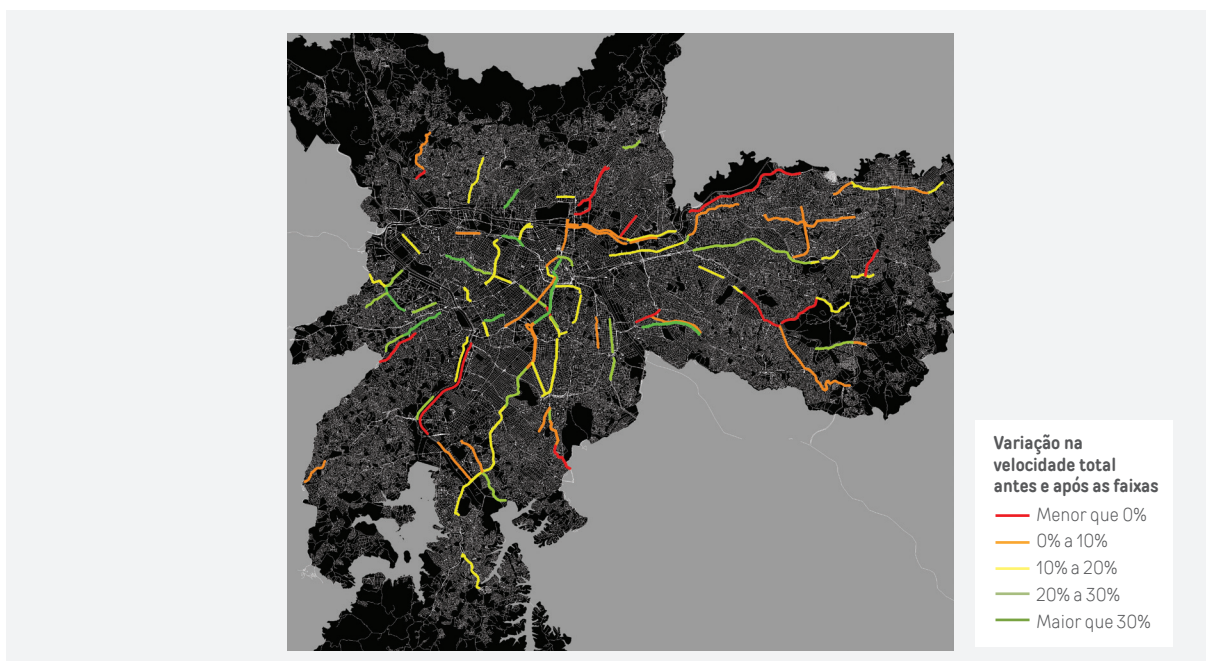 Variação na
velocidade total
antes e após as faixas
Menor que 0%
0% a 10%
10% a 20%
20% a 30%
Maior que 30%